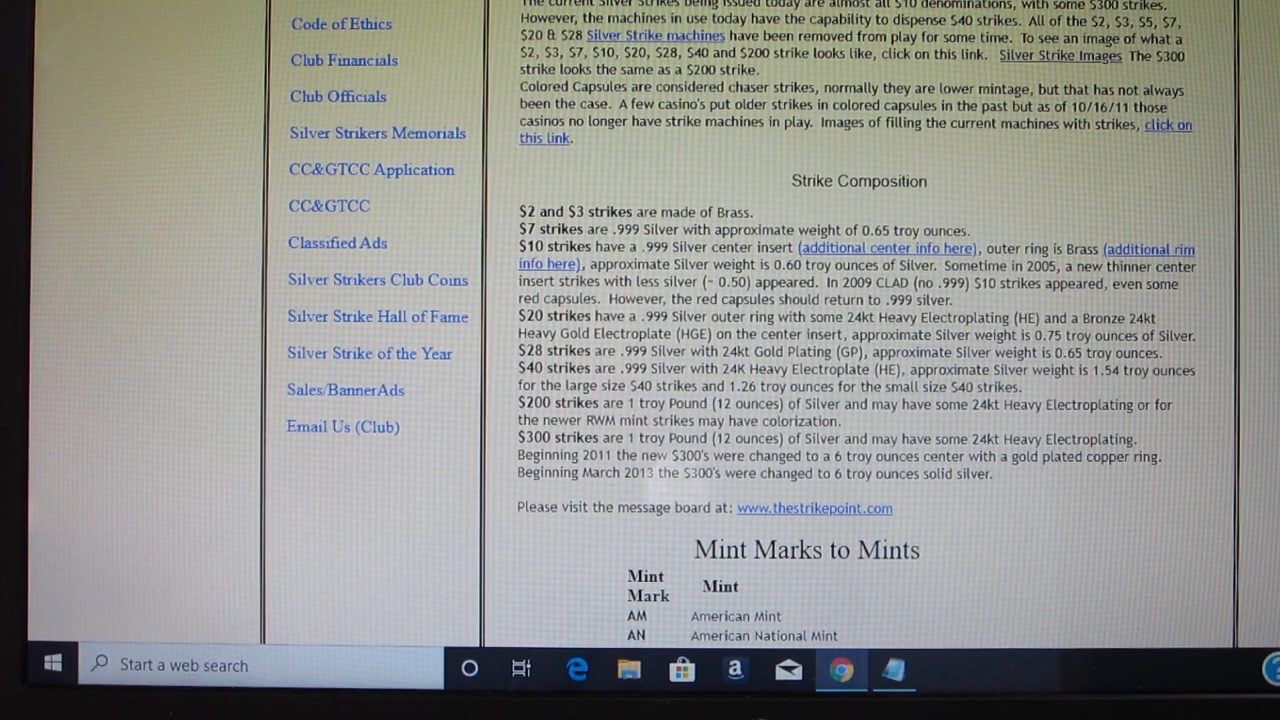 The current Silver Strikes being issued today are almost all $10 denominations, with some $300 strikes.
However, the machines in use today have the capability to dispense $40 strikes. All of the $2, $3, $5, $7,
$20 & $28 Silver Strike machines have been removed from play for some time. To see an image of what a
$2, $3, $7, $10, $20, $28, $40 and $200 strike looks like, click on this link. Silver Strike Images The $300
strike looks the same as a $200 strike.
Colored Capsules are considered chaser strikes, normally they are lower mintage, but that has not always
been the case. A few casino's put older strikes in colored capsules in the past but as of 10/16/11 those
casinos no longer have strike machines in play. Images of filling the current machines with strikes, click on
this link.
Code of Ethics
Club Financials
Club Officials
Silver Strikers Memorials
CC&GTCC Application
CC&GTCC
Classified Ads
Silver Strikers Club Coins
Silver Strike Hall of Fame
Silver Strike of the Year
Sales/BannerAds
Email Us (Club)
Strike Composition
$2 and $3 strikes are made of Brass.
$7 strikes are .999 Silver with approximate weight of 0.65 troy ounces.
$10 strikes have a .999 Silver center insert (additional center info here), outer ring is Brass (additional rim
info here), approximate Silver weight is 0.60 troy ounces of Silver. Sometime in 2005, a new thinner center
insert strikes with less silver (~ 0.50) appeared. In 2009 CLAD (no .999) $10 strikes appeared, even some
red capsules. However, the red capsules should return to .999 silver.
$20 strikes have a .999 Silver outer ring with some 24kt Heavy Electroplating (HE) and a Bronze 24kt
Heavy Gold Electroplate (HGE) on the center insert, approximate Silver weight is 0.75 troy ounces of Silver.
$28 strikes are .999 Silver with 24kt Gold Plating (GP), approximate Silver weight is 0.65 troy ounces.
$40 strikes are .999 Silver with 24K Heavy Electroplate (HE), approximate Silver weight is 1.54 troy ounces
for the large size $40 strikes and 1.26 troy ounces for the small size $40 strikes.
$200 strikes are 1 troy Pound (12 ounces) of Silver and may have some 24kt Heavy Electroplating or for
the newer RWM mint strikes may have colorization.
$300 strikes are 1 troy Pound (12 ounces) of Silver and may have some 24kt Heavy Electroplating.
Beginning 2011 the new $300's were changed to a 6 troy ounces center with a gold plated copper ring.
Beginning March 2013 the $300's were changed to 6 troy ounces solid silver.
Please visit the message board at: www.thestrikepoint.com
Mint Marks to Mints
Mint Mark Mint
AM American Mint
AN American National Mint
Start a web search